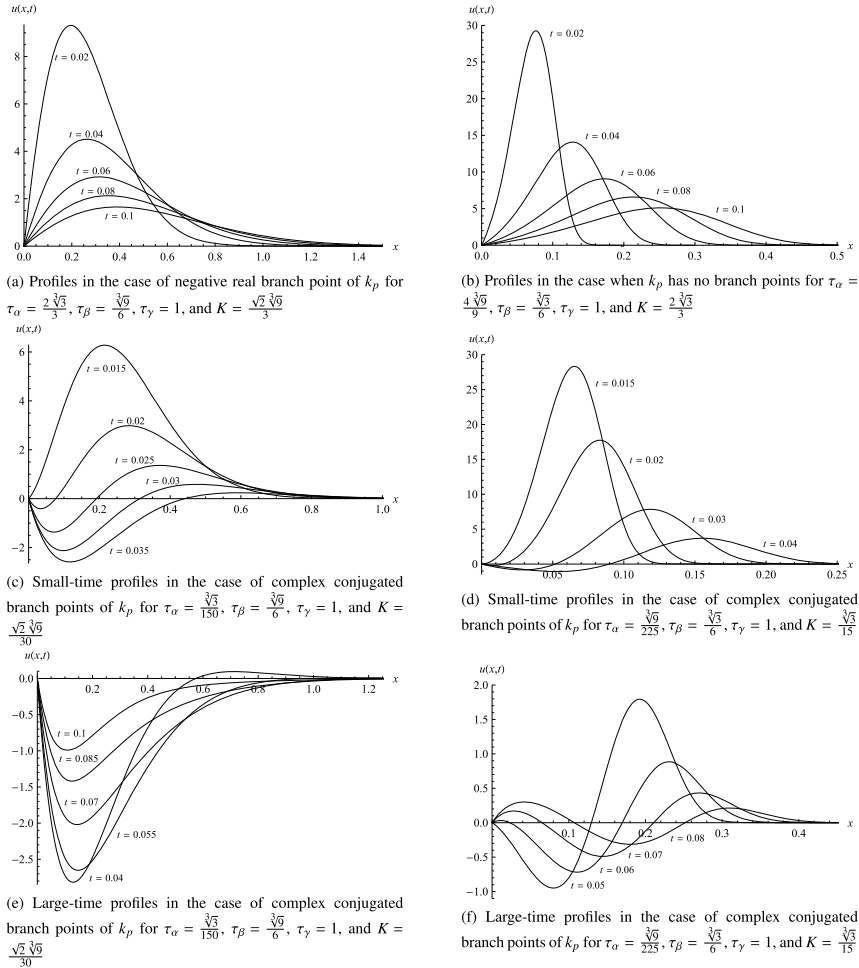 u(x,t)
8
6
4
2
0
0.0 0.2 0.4 0.6 0.8 1.0 1.2 1.4 x
t = 0.02
t = 0.04
t = 0.06
t = 0.08
t = 0.1
(a) Profiles in the case of negative real branch point of k_p for
τ_α = 2∛3/3, τ_β = ∛9/6, τ_γ = 1, and K = √2 ∛9/3
u(x,t)
30
25
20
15
10
5
0
0.0 0.1 0.2 0.3 0.4 0.5 x
t = 0.02
t = 0.04
t = 0.06
t = 0.08
t = 0.1
(b) Profiles in the case when k_p has no branch points for τ_α =
4∛9/9, τ_β = ∛3/6, τ_γ = 1, and K = 2∛3/3
u(x,t)
6
4
2
0
−2
0.2 0.4 0.6 0.8 1.0 x
t = 0.015
t = 0.02
t = 0.025
t = 0.03
t = 0.035
(c) Small-time profiles in the case of complex conjugated
branch points of k_p for τ_α = ∛3/150, τ_β = ∛9/6, τ_γ = 1, and K =
√2 ∛9/30
u(x,t)
30
25
20
15
10
5
0
0.05 0.10 0.15 0.20 0.25 x
t = 0.015
t = 0.02
t = 0.03
t = 0.04
(d) Small-time profiles in the case of complex conjugated
branch points of k_p for τ_α = ∛9/225, τ_β = ∛3/6, τ_γ = 1, and K = ∛3/15
u(x,t)
0.0
−0.5
−1.0
−1.5
−2.0
−2.5
0.2 0.4 0.6 0.8 1.0 1.2 x
t = 0.1
t = 0.085
t = 0.07
t = 0.055
t = 0.04
(e) Large-time profiles in the case of complex conjugated
branch points of k_p for τ_α = ∛3/150, τ_β = ∛9/6, τ_γ = 1, and K =
√2 ∛9/30
u(x,t)
2.0
1.5
1.0
0.5
0.0
−0.5
−1.0
0.1 0.2 0.3 0.4 x
t = 0.08
t = 0.07
t = 0.06
t = 0.05
(f) Large-time profiles in the case of complex conjugated
branch points of k_p for τ_α = ∛9/225, τ_β = ∛3/6, τ_γ = 1, and K = ∛3/15